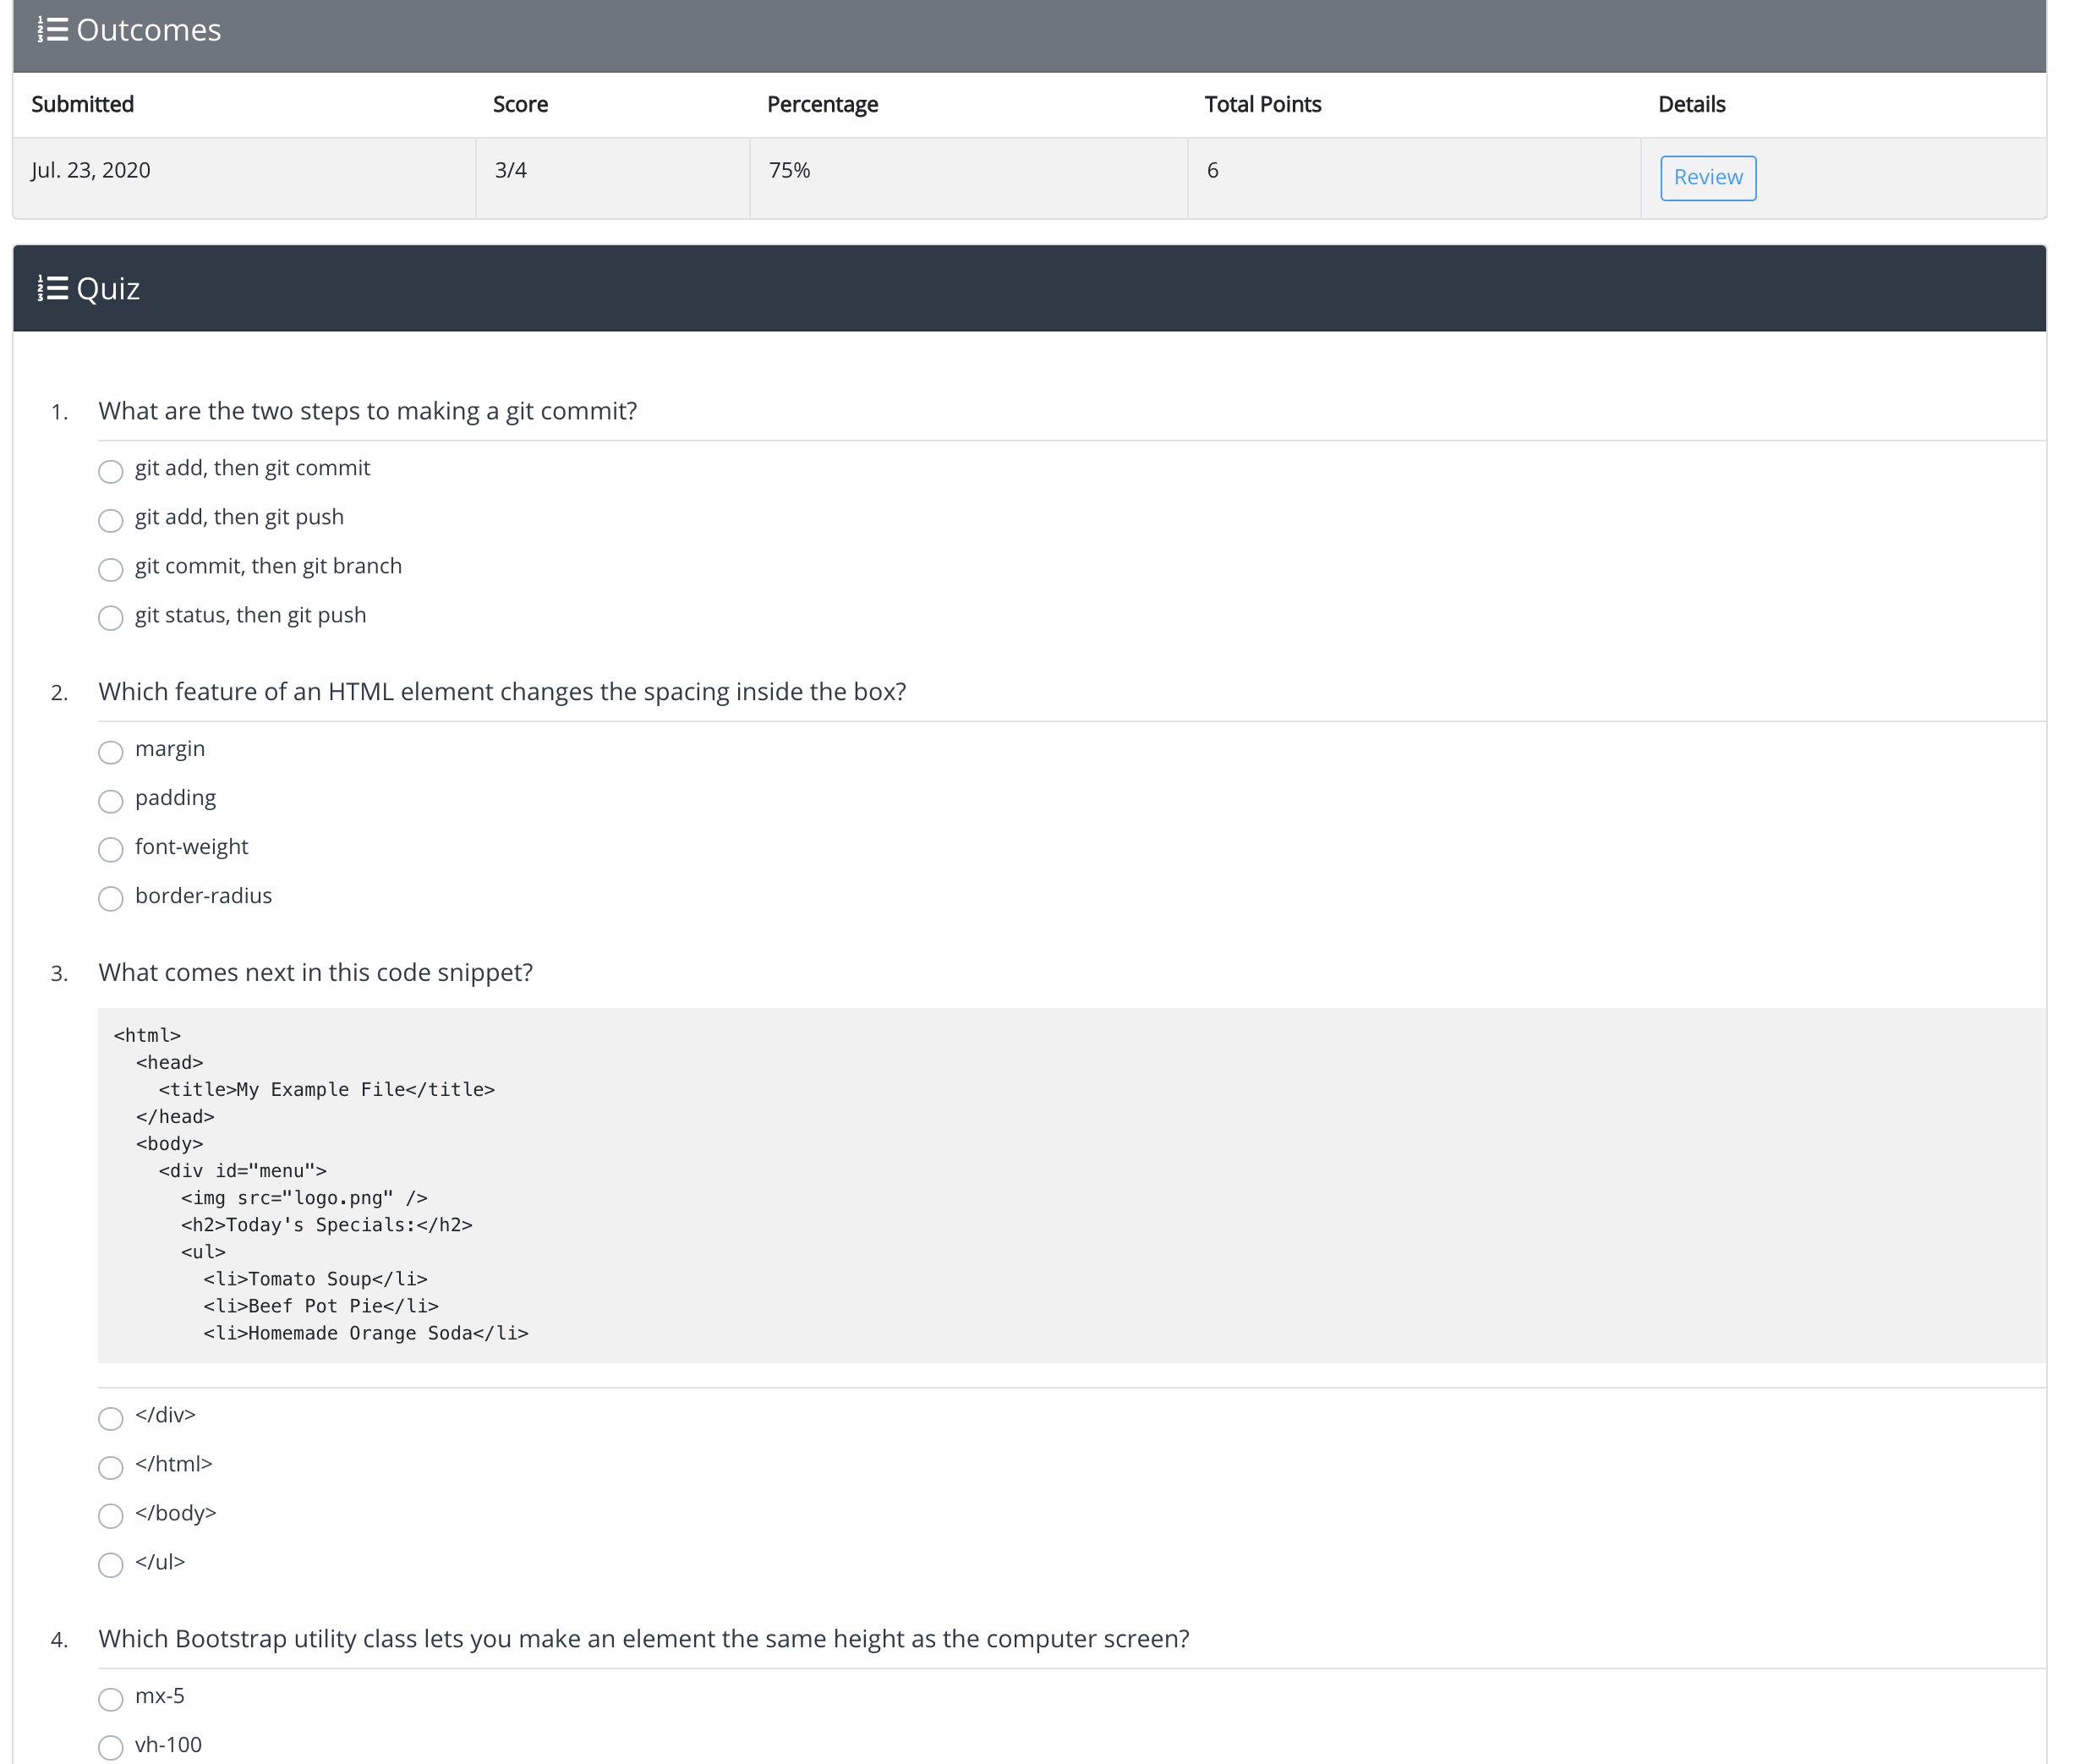 Outcomes
Submitted Score Percentage Total Points Details
Jul. 23, 2020 3/4 75% 6 Review
Quiz
1. What are the two steps to making a git commit?
git add, then git commit
git add, then git push
git commit, then git branch
git status, then git push
2. Which feature of an HTML element changes the spacing inside the box?
margin
padding
font-weight
border-radius
3. What comes next in this code snippet?
<html>
  <head>
    <title>My Example File</title>
  </head>
  <body>
    <div id="menu">
      <img src="logo.png" />
      <h2>Today's Specials:</h2>
      <ul>
        <li>Tomato Soup</li>
        <li>Beef Pot Pie</li>
        <li>Homemade Orange Soda</li>
</div>
</html>
</body>
</ul>
4. Which Bootstrap utility class lets you make an element the same height as the computer screen?
mx-5
vh-100